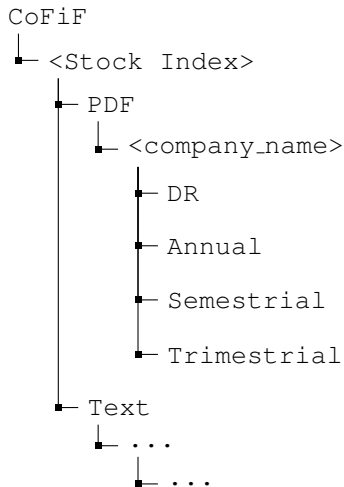 CoFiF
<Stock Index>
PDF
<company_name>
DR
Annual
Semestrial
Trimestrial
Text
...
...